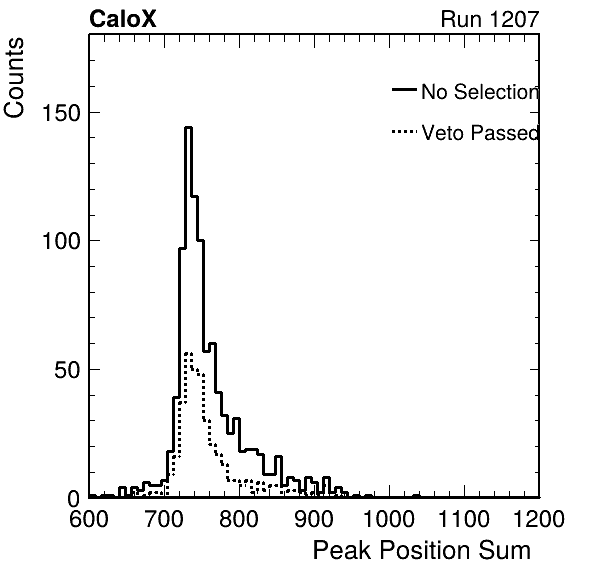 CaloX Run 1207
Counts
No Selection
Veto Passed
150
100
50
0
600 700 800 900 1000 1100 1200
Peak Position Sum